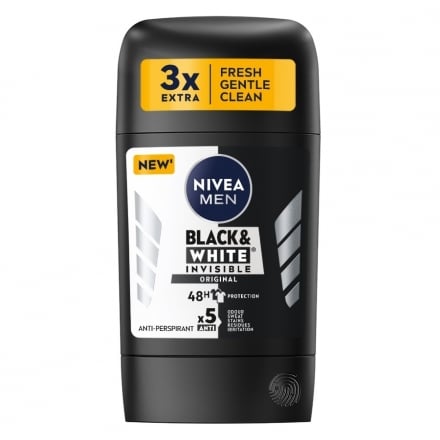 3x
EXTRA
FRESH
GENTLE
CLEAN
NEW'
NIVEA
MEN
BLACK&
WHITE®
INVISIBLE
ORIGINAL
48H PROTECTION
x5
ANTI
ODOUR
SWEAT
STAINS
RESIDUES
IRRITATION
ANTI-PERSPIRANT